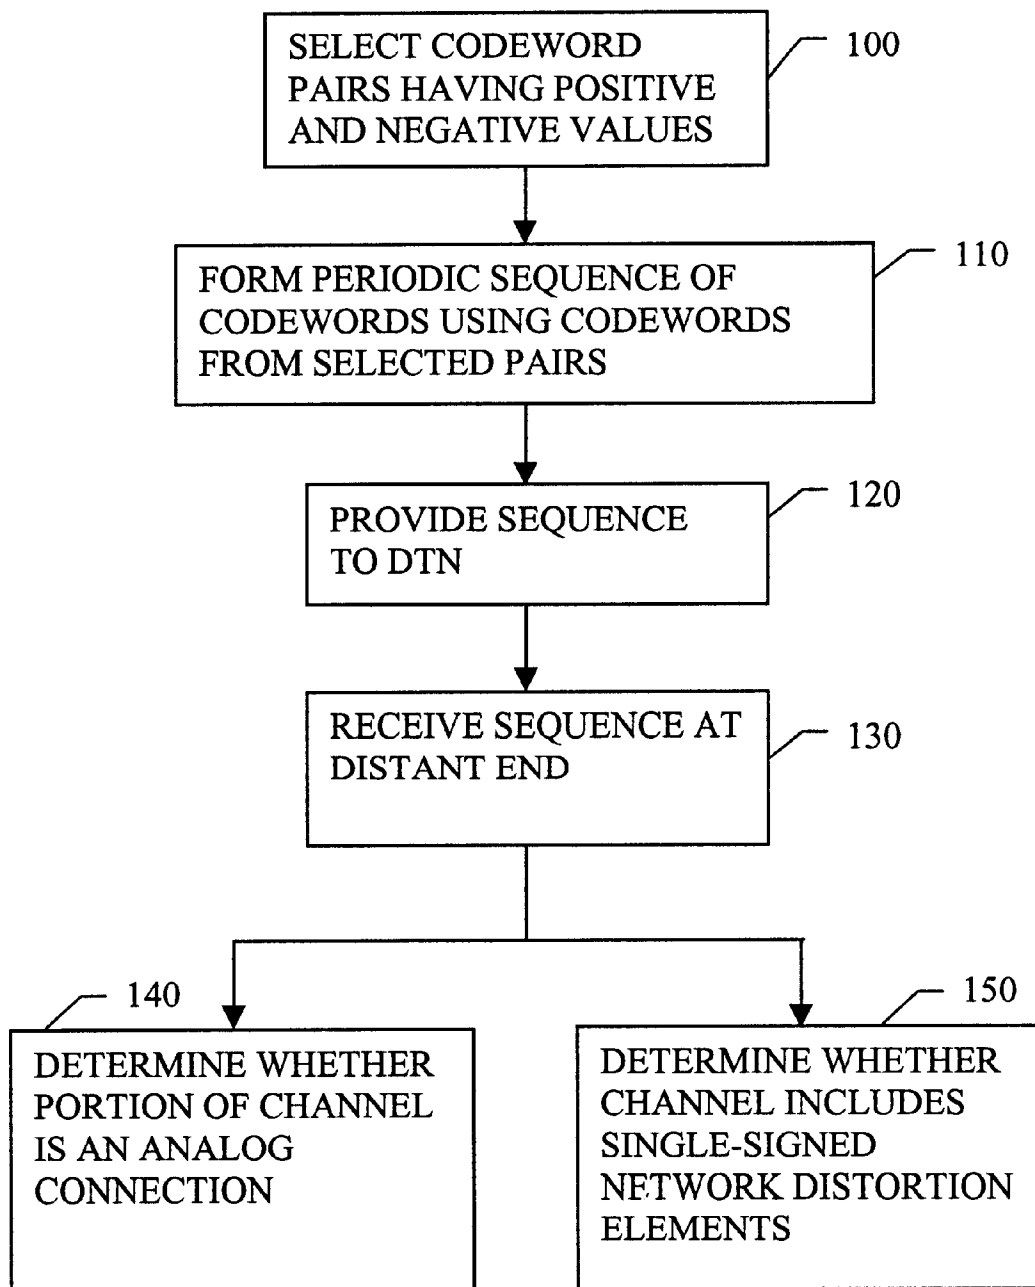 SELECT CODEWORD
PAIRS HAVING POSITIVE
AND NEGATIVE VALUES
100
FORM PERIODIC SEQUENCE OF
CODEWORDS USING CODEWORDS
FROM SELECTED PAIRS
110
PROVIDE SEQUENCE
TO DTN
120
RECEIVE SEQUENCE AT
DISTANT END
130
140
DETERMINE WHETHER
PORTION OF CHANNEL
IS AN ANALOG
CONNECTION
150
DETERMINE WHETHER
CHANNEL INCLUDES
SINGLE-SIGNED
NETWORK DISTORTION
ELEMENTS